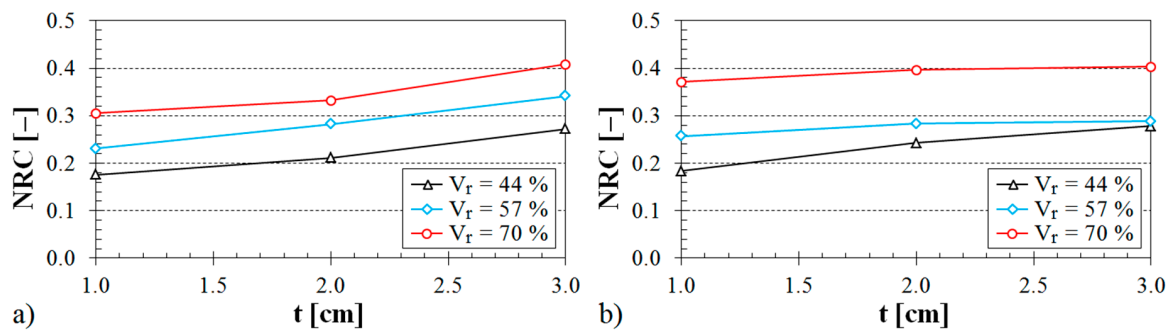 0.5
0.4
0.3
0.2
0.1
0.0
NRC [−]
1.0 1.5 2.0 2.5 3.0
t [cm]
Vr = 44 %
Vr = 57 %
Vr = 70 %
a)
0.5
0.4
0.3
0.2
0.1
0.0
NRC [−]
1.0 1.5 2.0 2.5 3.0
t [cm]
Vr = 44 %
Vr = 57 %
Vr = 70 %
b)